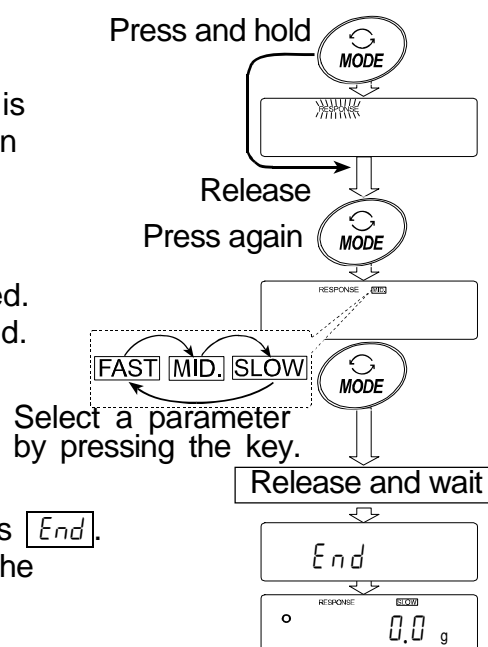 Press and hold
MODE
is
n
RESPONSE
Release
Press again
MODE
ed.
d.
RESPONSE MID.
FAST MID. SLOW
MODE
Select a parameter
by pressing the key.
Release and wait
s End.
he
End
RESPONSE SLOW
0.0 g